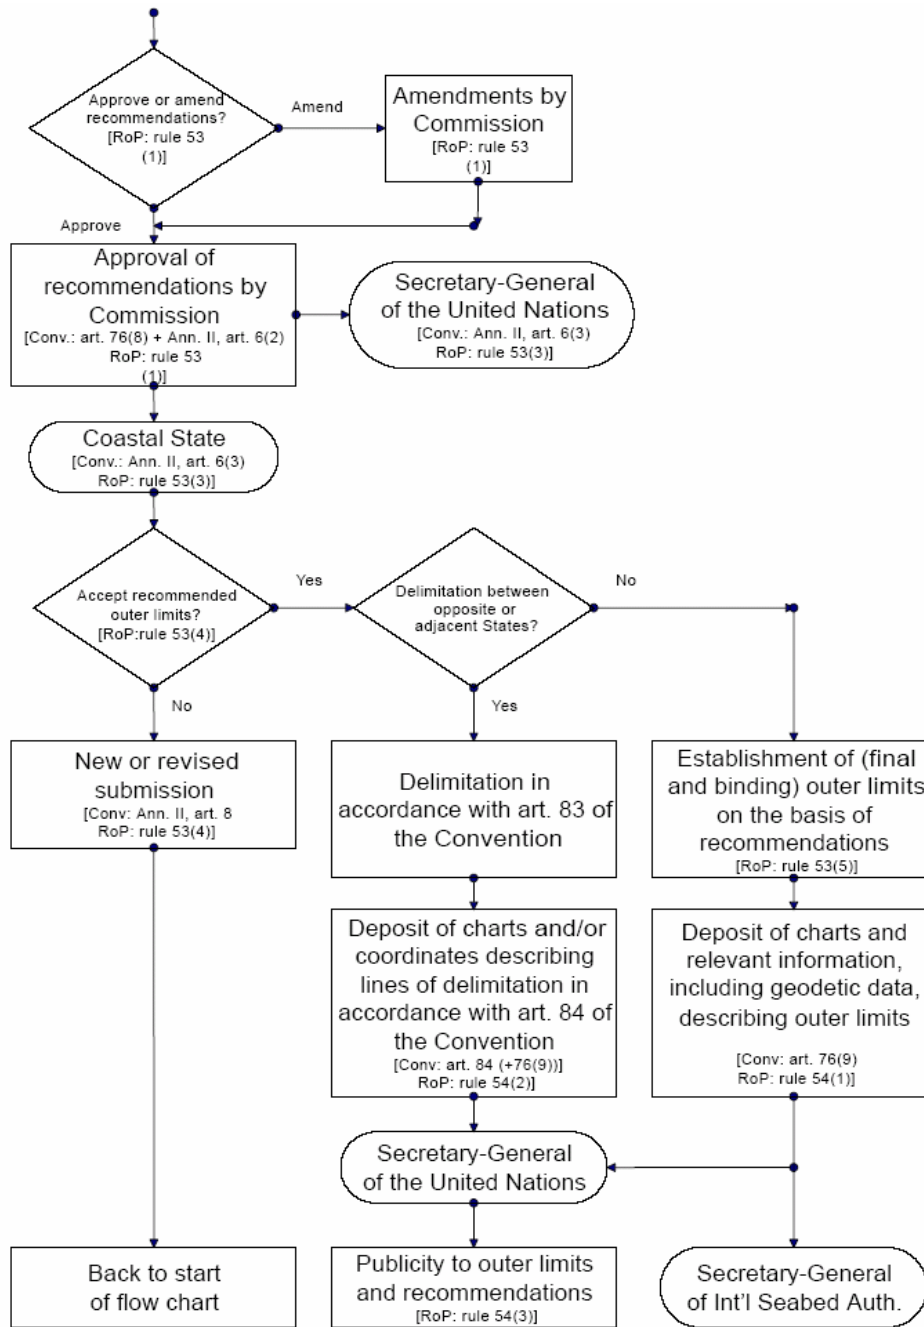 Approve or amend
recommendations?
[RoP: rule 53
(1)]
Amend
Amendments by
Commission
[RoP: rule 53
(1)]
Approve
Approval of
recommendations by
Commission
[Conv.: art. 76(8) + Ann. II, art. 6(2)
RoP: rule 53
(1)]
Secretary-General
of the United Nations
[Conv.: Ann. II, art. 6(3)
RoP: rule 53(3)]
Coastal State
[Conv.: Ann. II, art. 6(3)
RoP: rule 53(3)]
Accept recommended
outer limits?
[RoP:rule 53(4)]
Yes
Delimitation between
opposite or
adjacent States?
No
No
Yes
New or revised
submission
[Conv: Ann. II, art. 8
RoP: rule 53(4)]
Delimitation in
accordance with art. 83 of
the Convention
Establishment of (final
and binding) outer limits
on the basis of
recommendations
[RoP: rule 53(5)]
Deposit of charts and/or
coordinates describing
lines of delimitation in
accordance with art. 84 of
the Convention
[Conv: art. 84 (+76(9))]
RoP: rule 54(2)]
Deposit of charts and
relevant information,
including geodetic data,
describing outer limits
[Conv: art. 76(9)
RoP: rule 54(1)]
Secretary-General
of the United Nations
Back to start
of flow chart
Publicity to outer limits
and recommendations
[RoP: rule 54(3)]
Secretary-General
of Int'l Seabed Auth.